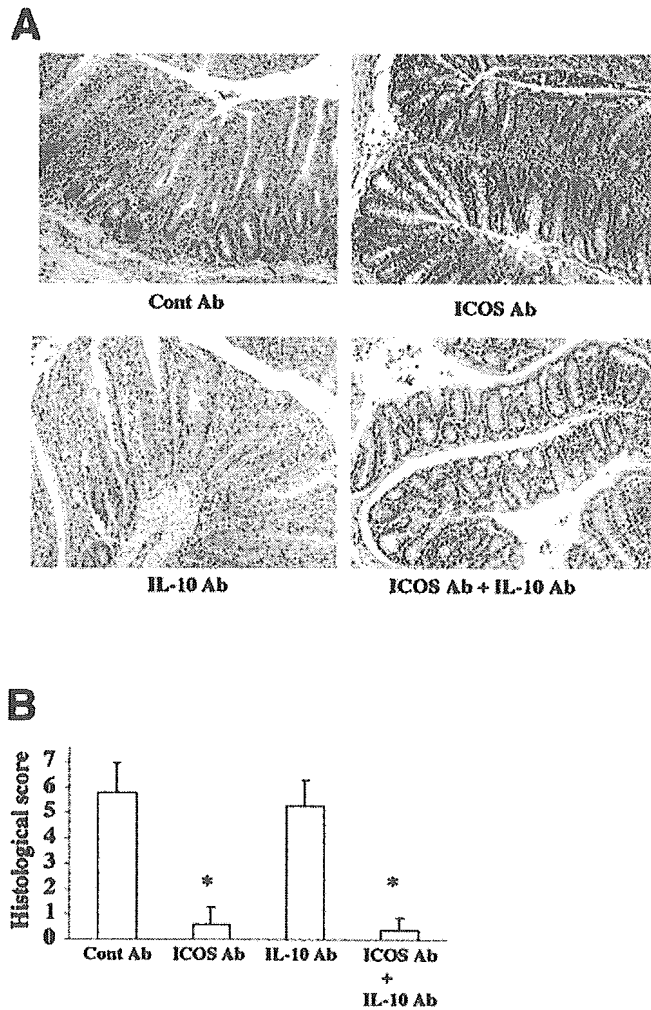 A
Cont Ab
ICOS Ab
IL-10 Ab
ICOS Ab + IL-10 Ab
B
Histological score
7
6
5
4
3
2
1
0
*
*
Cont Ab
ICOS Ab
IL-10 Ab
ICOS Ab
+
IL-10 Ab